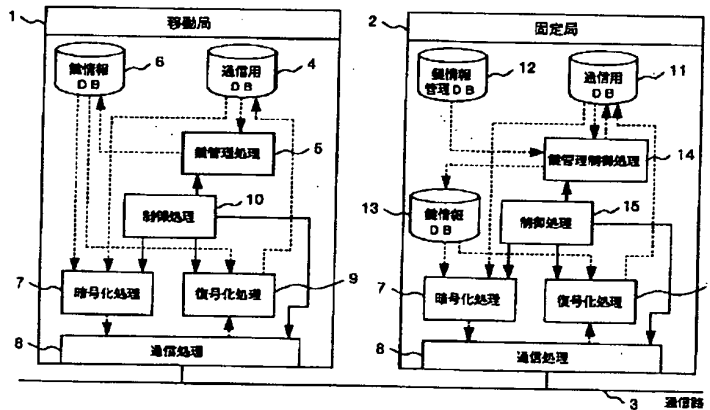 1
移動局
6
鍵情報
DB
4
通信用
DB
鍵管理処理
5
10
制御処理
7
暗号化処理
復号化処理
9
8
通信処理
2
固定局
12
鍵情報
管理DB
11
通信用
DB
鍵管理制御処理
14
13
鍵情報
DB
15
制御処理
7
暗号化処理
復号化処理
8
通信処理
3
通信路